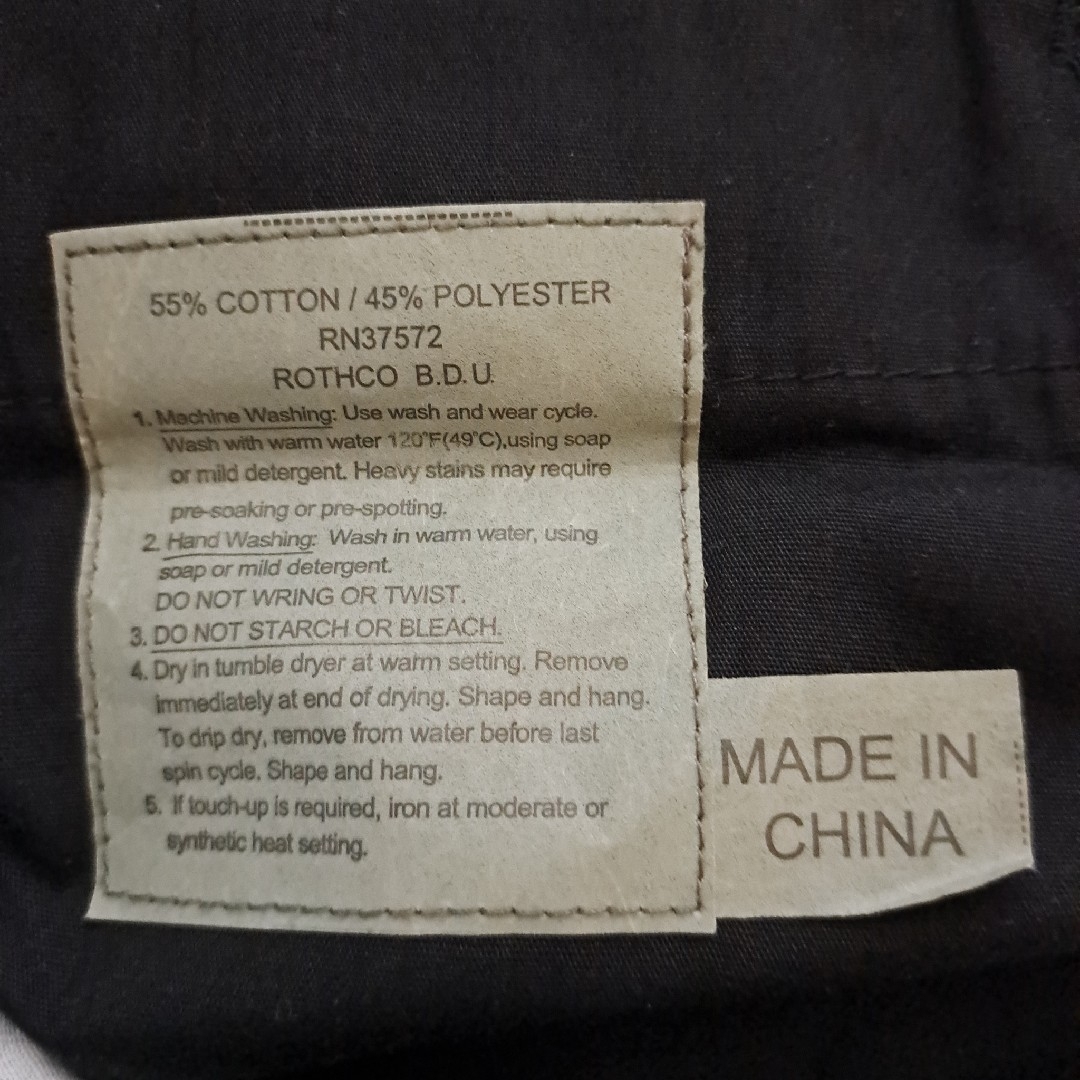 55% COTTON / 45% POLYESTER
RN37572
ROTHCO B.D.U.
1. Machine Washing: Use wash and wear cycle.
Wash with warm water 120°F(49°C),using soap
or mild detergent. Heavy stains may require
pre-soaking or pre-spotting.
2. Hand Washing: Wash in warm water, using
soap or mild detergent.
DO NOT WRING OR TWIST.
3. DO NOT STARCH OR BLEACH.
4. Dry in tumble dryer at warm setting. Remove
immediately at end of drying. Shape and hang.
To drip dry, remove from water before last
spin cycle. Shape and hang.
5. If touch-up is required, iron at moderate or
synthetic heat setting.
MADE IN
CHINA